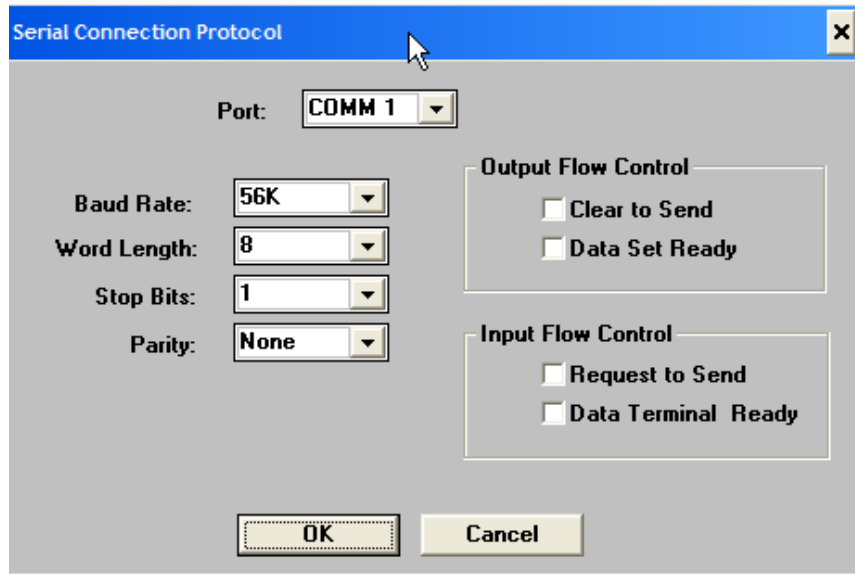 Serial Connection Protocol
Port: COMM 1
Baud Rate: 56K
Word Length: 8
Stop Bits: 1
Parity: None
Output Flow Control
Clear to Send
Data Set Ready
Input Flow Control
Request to Send
Data Terminal Ready
OK
Cancel